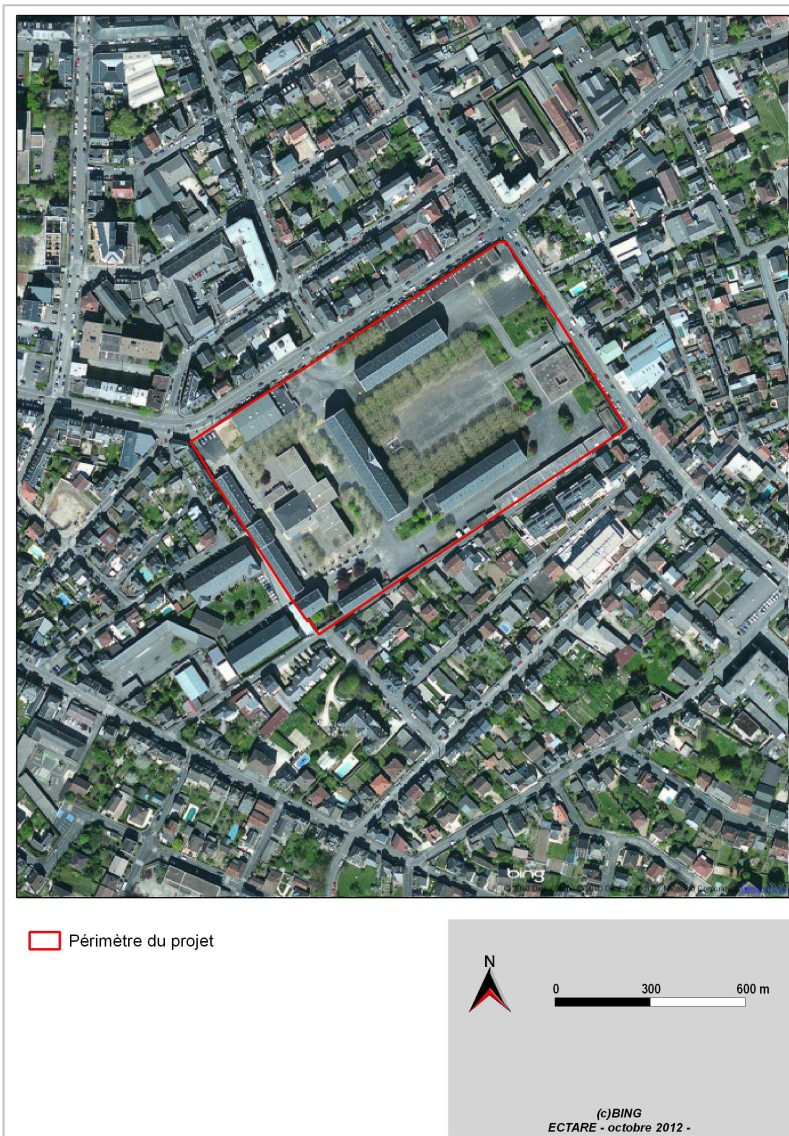 bing
Périmètre du projet
N
0 300 600 m
(c)BING
ECTARE - octobre 2012 -